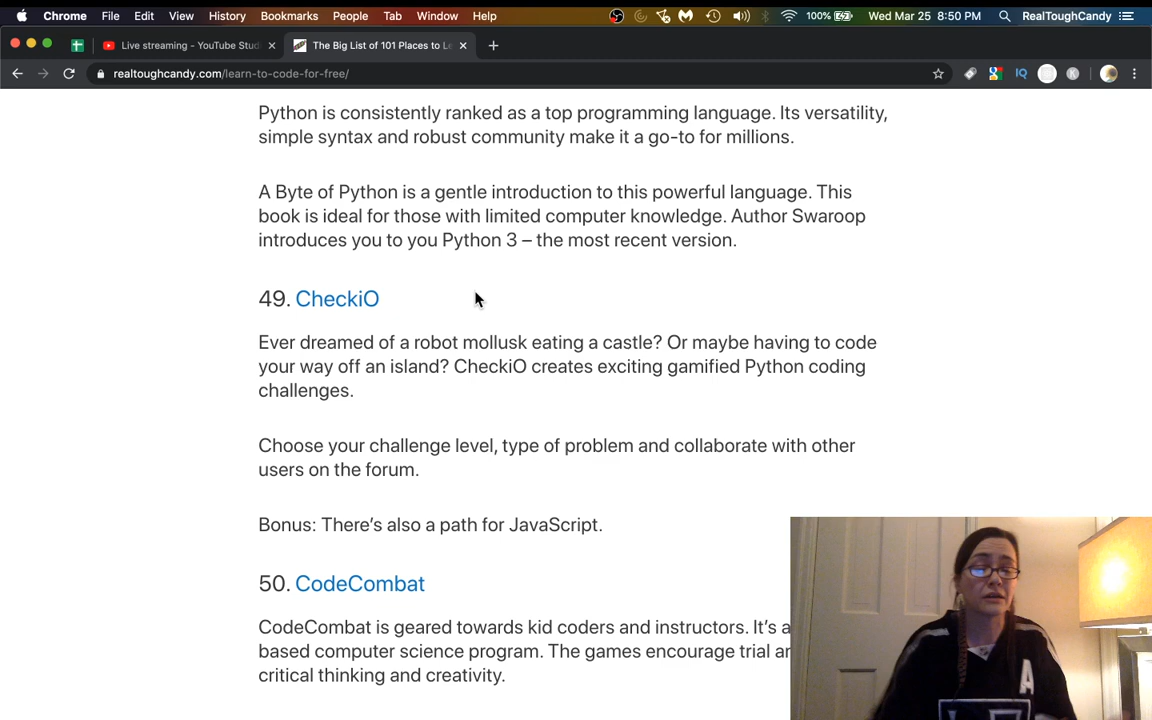 Chrome File Edit View History Bookmarks People Tab Window Help 100% Wed Mar 25 8:50 PM RealToughCandy
Live streaming - YouTube Stud × The Big List of 101 Places to Le × +
realtoughcandy.com/learn-to-code-for-free/
Python is consistently ranked as a top programming language. Its versatility,
simple syntax and robust community make it a go-to for millions.
A Byte of Python is a gentle introduction to this powerful language. This
book is ideal for those with limited computer knowledge. Author Swaroop
introduces you to you Python 3 – the most recent version.
49. CheckiO
Ever dreamed of a robot mollusk eating a castle? Or maybe having to code
your way off an island? CheckiO creates exciting gamified Python coding
challenges.
Choose your challenge level, type of problem and collaborate with other
users on the forum.
Bonus: There's also a path for JavaScript.
50. CodeCombat
CodeCombat is geared towards kid coders and instructors. It's a
based computer science program. The games encourage trial an
critical thinking and creativity.
A